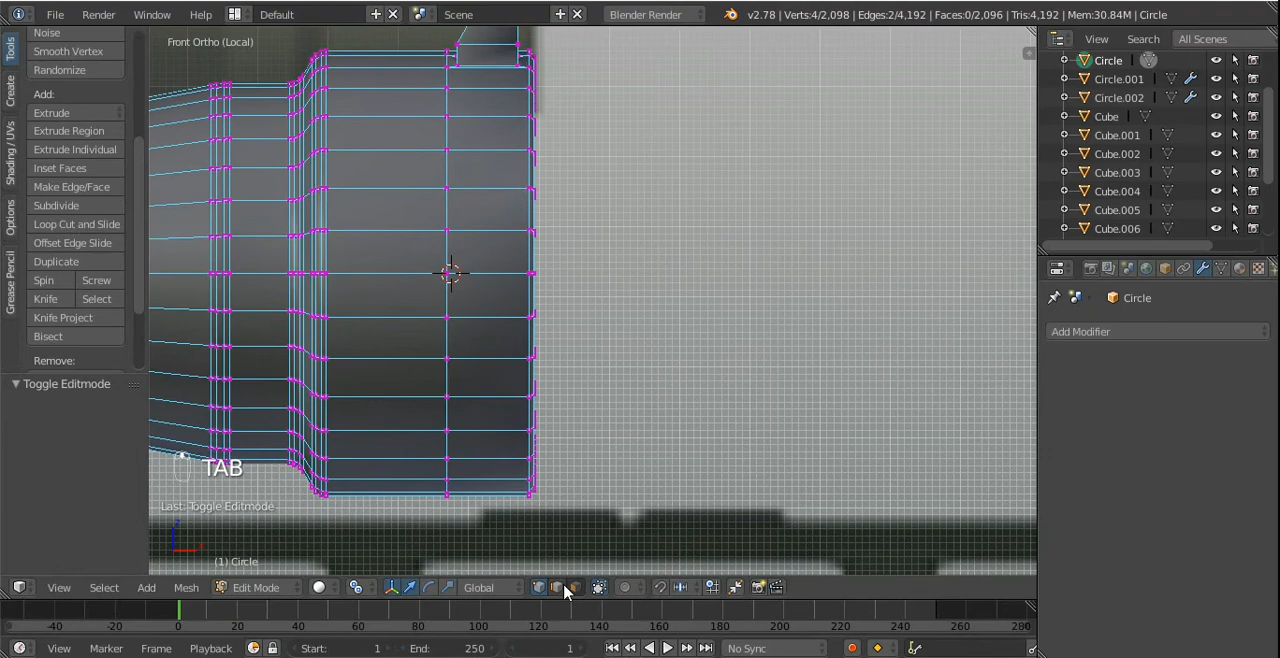 File Render Window Help Default Scene Blender Render v2.78 | Verts:4/2,098 | Edges:2/4,192 | Faces:0/2,096 | Tris:4,192 | Mem:30.84M | Circle
Tools
Create
Shading / UVs
Options
Grease Pencil
Noise
Smooth Vertex
Randomize
Add:
Extrude
Extrude Region
Extrude Individual
Inset Faces
Make Edge/Face
Subdivide
Loop Cut and Slide
Offset Edge Slide
Duplicate
Spin Screw
Knife Select
Knife Project
Bisect
Remove:
Toggle Editmode
Front Ortho (Local)
TAB
Last: Toggle Editmode
(1) Circle
View Select Add Mesh Edit Mode Global
View Search All Scenes
Circle
Circle.001
Circle.002
Cube
Cube.001
Cube.002
Cube.003
Cube.004
Cube.005
Cube.006
Circle
Add Modifier
-40 -20 0 20 40 60 80 100 120 140 160 180 200 220 240 260 280
View Marker Frame Playback Start: 1 End: 250 1 No Sync